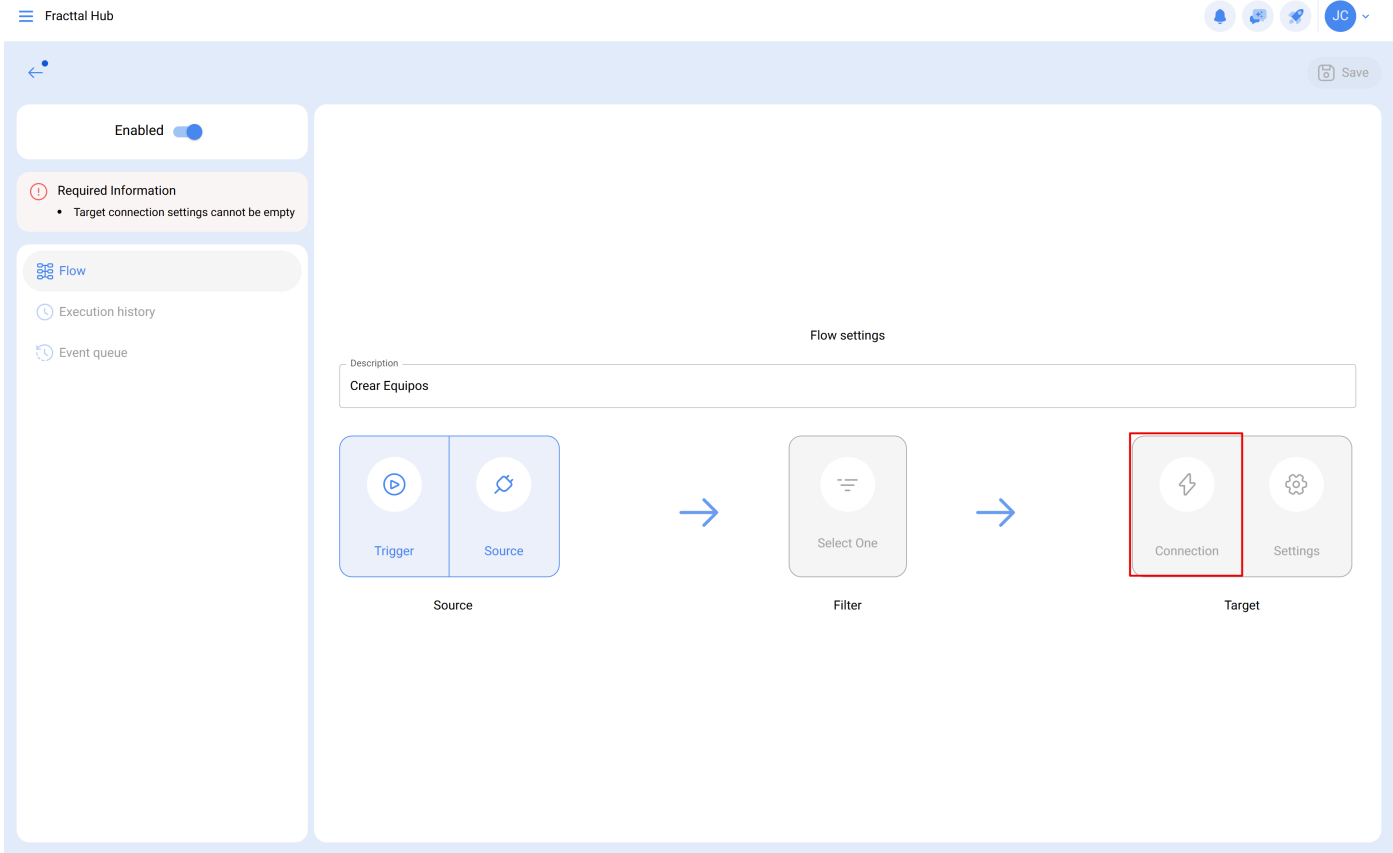 Fracttal Hub
JC
Save
Enabled
Required Information
• Target connection settings cannot be empty
Flow
Execution history
Event queue
Flow settings
Description
Crear Equipos
Trigger
Source
Select One
Connection
Settings
Source
Filter
Target